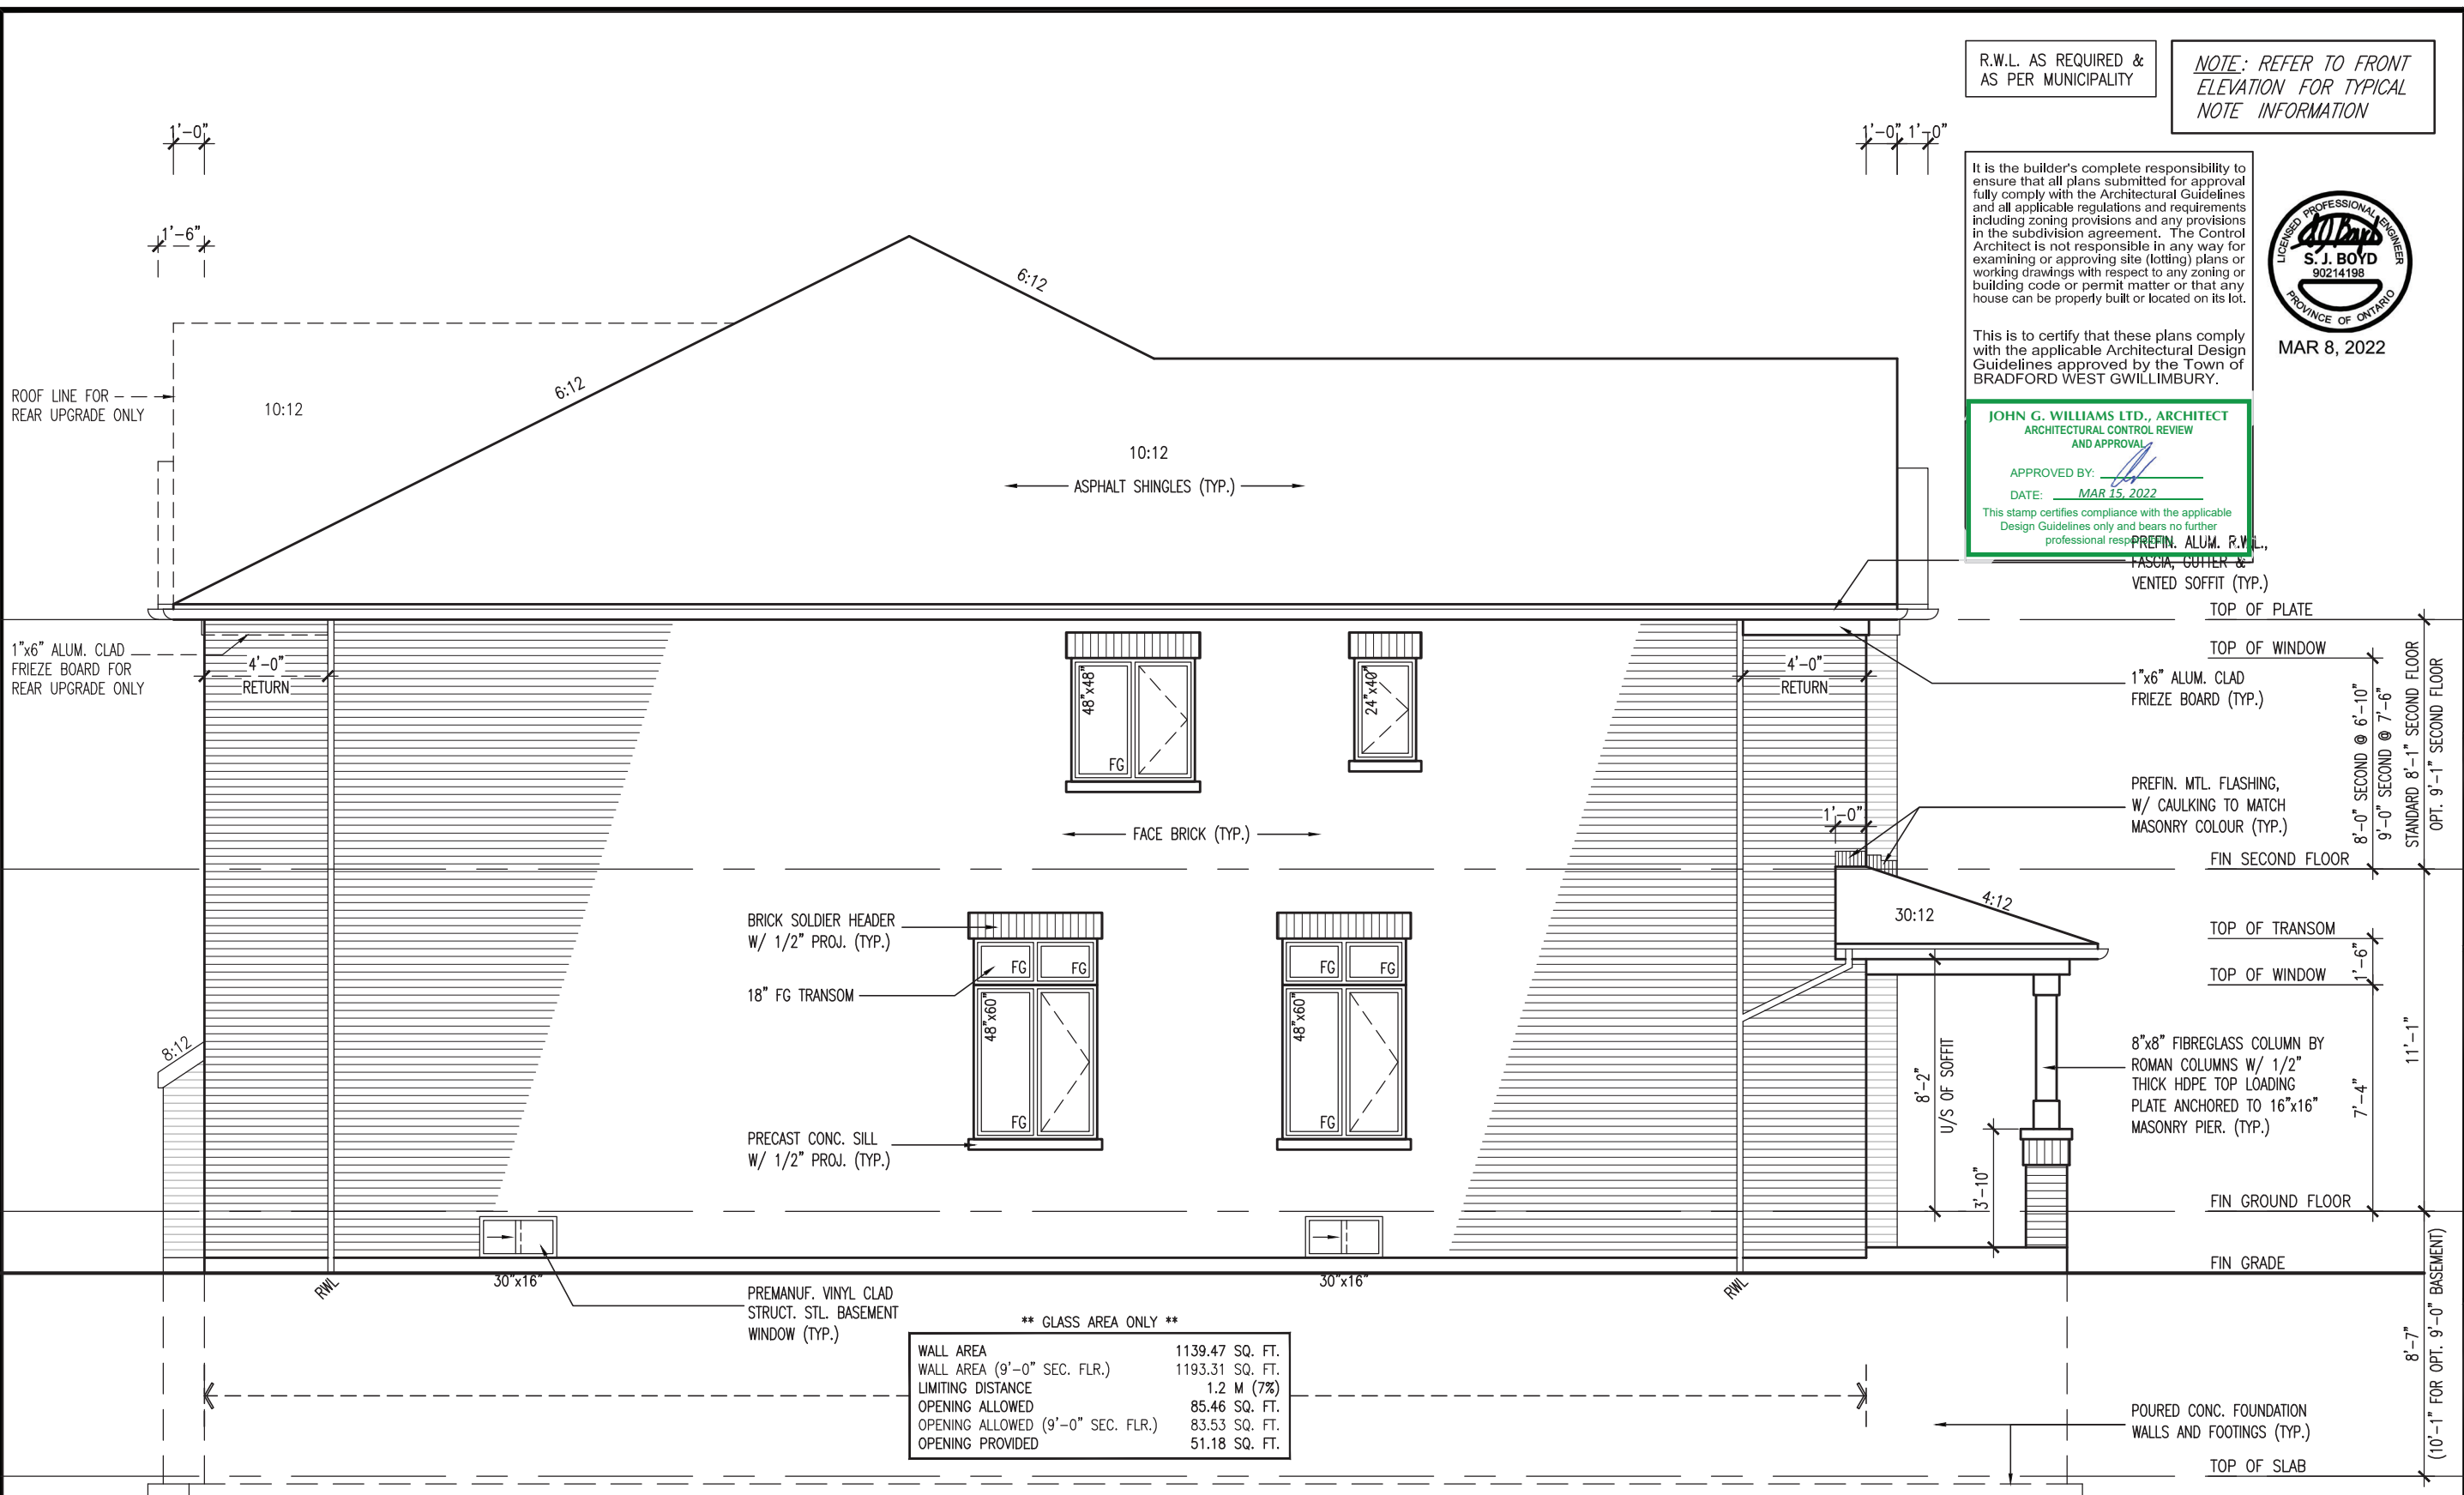 R.W.L. AS REQUIRED &
AS PER MUNICIPALITY
NOTE: REFER TO FRONT
ELEVATION FOR TYPICAL
NOTE INFORMATION
1'-0"
1'-0" 1'-0"
1'-6"
It is the builder's complete responsibility to
ensure that all plans submitted for approval
fully comply with the Architectural Guidelines
and all applicable regulations and requirements
including zoning provisions and any provisions
in the subdivision agreement. The Control
Architect is not responsible in any way for
examining or approving site (lotting) plans or
working drawings with respect to any zoning or
building code or permit matter or that any
house can be properly built or located on its lot.
This is to certify that these plans comply
with the applicable Architectural Design
Guidelines approved by the Town of
BRADFORD WEST GWILLIMBURY.
LICENSED PROFESSIONAL ENGINEER
S. J. BOYD
90214198
PROVINCE OF ONTARIO
MAR 8, 2022
JOHN G. WILLIAMS LTD., ARCHITECT
ARCHITECTURAL CONTROL REVIEW
AND APPROVAL
APPROVED BY:
DATE: MAR 15, 2022
This stamp certifies compliance with the applicable
Design Guidelines only and bears no further
professional
6:12
6:12
ROOF LINE FOR
REAR UPGRADE ONLY
10:12
10:12
ASPHALT SHINGLES (TYP.)
PREFIN. ALUM. R.W.L.,
FASCIA, GUTTER &
VENTED SOFFIT (TYP.)
TOP OF PLATE
1"x6" ALUM. CLAD
FRIEZE BOARD FOR
REAR UPGRADE ONLY
4'-0"
RETURN
48"x48"
FG
24"x40"
4'-0"
RETURN
TOP OF WINDOW
1"x6" ALUM. CLAD
FRIEZE BOARD (TYP.)
8'-0" SECOND @ 6'-10"
9'-0" SECOND @ 7'-6"
STANDARD 8'-1" SECOND FLOOR
OPT. 9'-1" SECOND FLOOR
FACE BRICK (TYP.)
1'-0"
PREFIN. MTL. FLASHING,
W/ CAULKING TO MATCH
MASONRY COLOUR (TYP.)
FIN SECOND FLOOR
BRICK SOLDIER HEADER
W/ 1/2" PROJ. (TYP.)
18" FG TRANSOM
FG
FG
48"x60"
FG
FG
FG
48"x60"
FG
30:12
4:12
TOP OF TRANSOM
1'-6"
TOP OF WINDOW
8:12
8'-2"
U/S OF SOFFIT
3'-10"
8"x8" FIBREGLASS COLUMN BY
ROMAN COLUMNS W/ 1/2"
THICK HDPE TOP LOADING
PLATE ANCHORED TO 16"x16"
MASONRY PIER. (TYP.)
7'-4"
11'-1"
PRECAST CONC. SILL
W/ 1/2" PROJ. (TYP.)
FIN GROUND FLOOR
FIN GRADE
RWL
30"x16"
30"x16"
RWL
PREMANUF. VINYL CLAD
STRUCT. STL. BASEMENT
WINDOW (TYP.)
** GLASS AREA ONLY **
WALL AREA 1139.47 SQ. FT.
WALL AREA (9'-0" SEC. FLR.) 1193.31 SQ. FT.
LIMITING DISTANCE 1.2 M (7%)
OPENING ALLOWED 85.46 SQ. FT.
OPENING ALLOWED (9'-0" SEC. FLR.) 83.53 SQ. FT.
OPENING PROVIDED 51.18 SQ. FT.
8'-7"
(10'-1" FOR OPT. 9'-0" BASEMENT)
POURED CONC. FOUNDATION
WALLS AND FOOTINGS (TYP.)
TOP OF SLAB